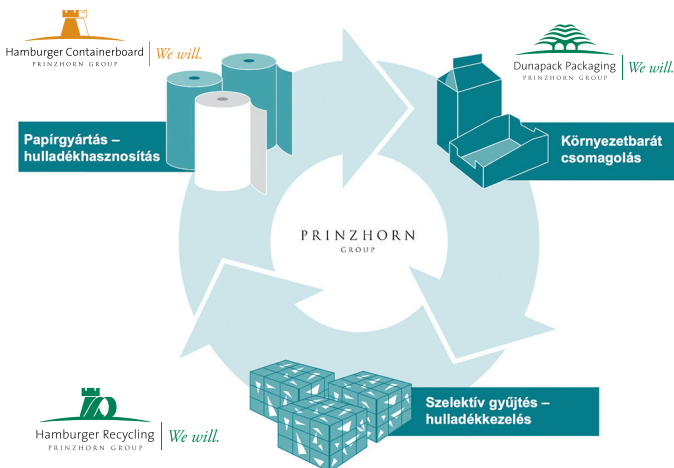 Hamburger Containerboard
PRINZHORN GROUP
We will.
Dunapack Packaging
PRINZHORN GROUP
We will.
Papírgyártás –
hulladékhasznosítás
Környezetbarát
csomagolás
PRINZHORN
GROUP
Szelektív gyűjtés –
hulladékkezelés
Hamburger Recycling
PRINZHORN GROUP
We will.